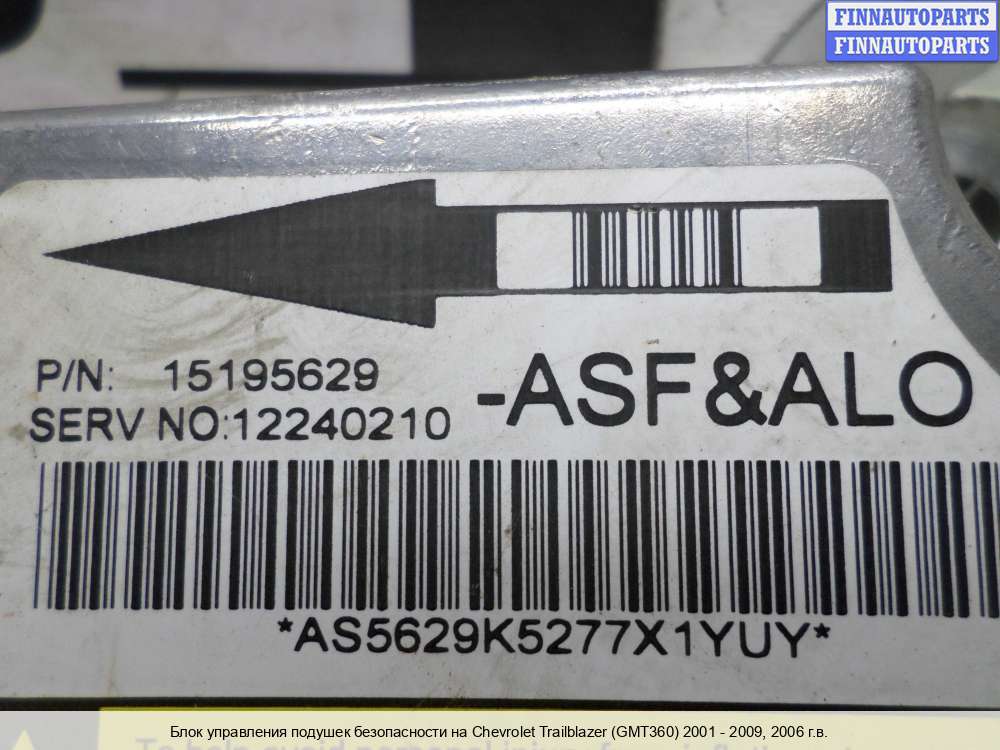 FINNAUTOPARTS
FINNAUTOPARTS
P/N: 15195629
-ASF&ALO
SERV NO:12240210
*AS5629K5277X1YUY*
Блок управления подушек безопасности на Chevrolet Trailblazer (GMT360) 2001 - 2009, 2006 г.в.